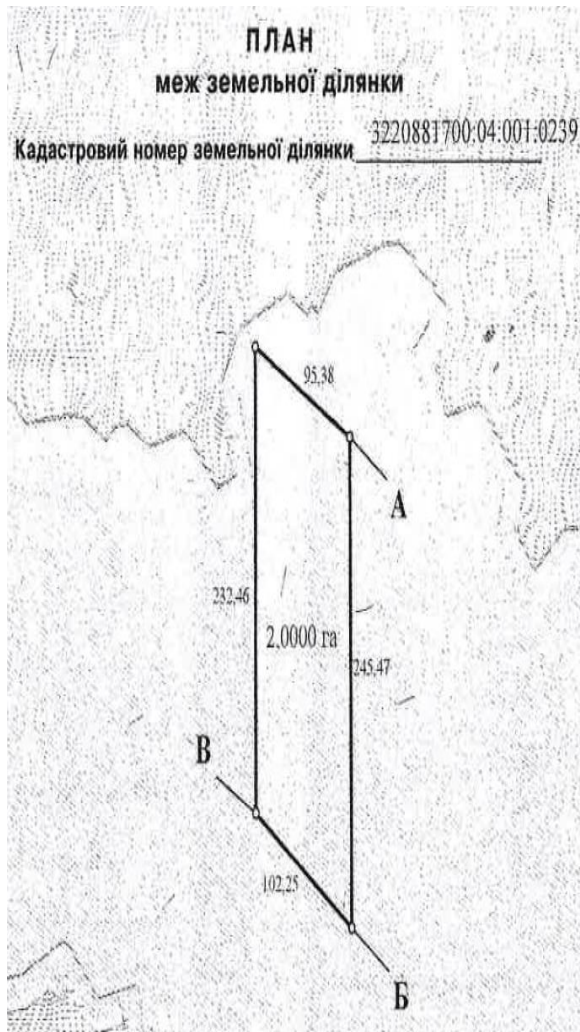 ПЛАН
меж земельної ділянки
Кадастровий номер земельної ділянки 3220881700:04:001:0239
95,38
А
232,46
2,0000 га
245,47
В
102,25
Б